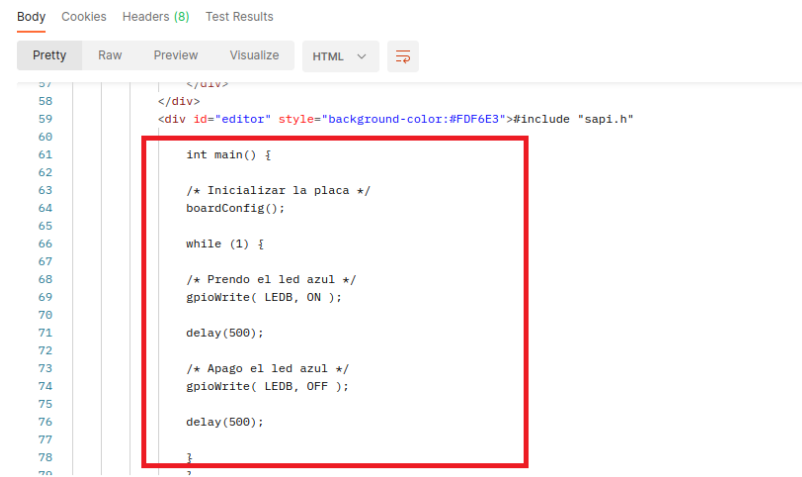 Body Cookies Headers (8) Test Results
Pretty Raw Preview Visualize HTML
57 </div>
58 </div>
59 <div id="editor" style="background-color:#FDF6E3">#include "sapi.h"
60
61 int main() {
62
63 /* Inicializar la placa */
64 boardConfig();
65
66 while (1) {
67
68 /* Prendo el led azul */
69 gpioWrite( LEDB, ON );
70
71 delay(500);
72
73 /* Apago el led azul */
74 gpioWrite( LEDB, OFF );
75
76 delay(500);
77
78 }
79 }